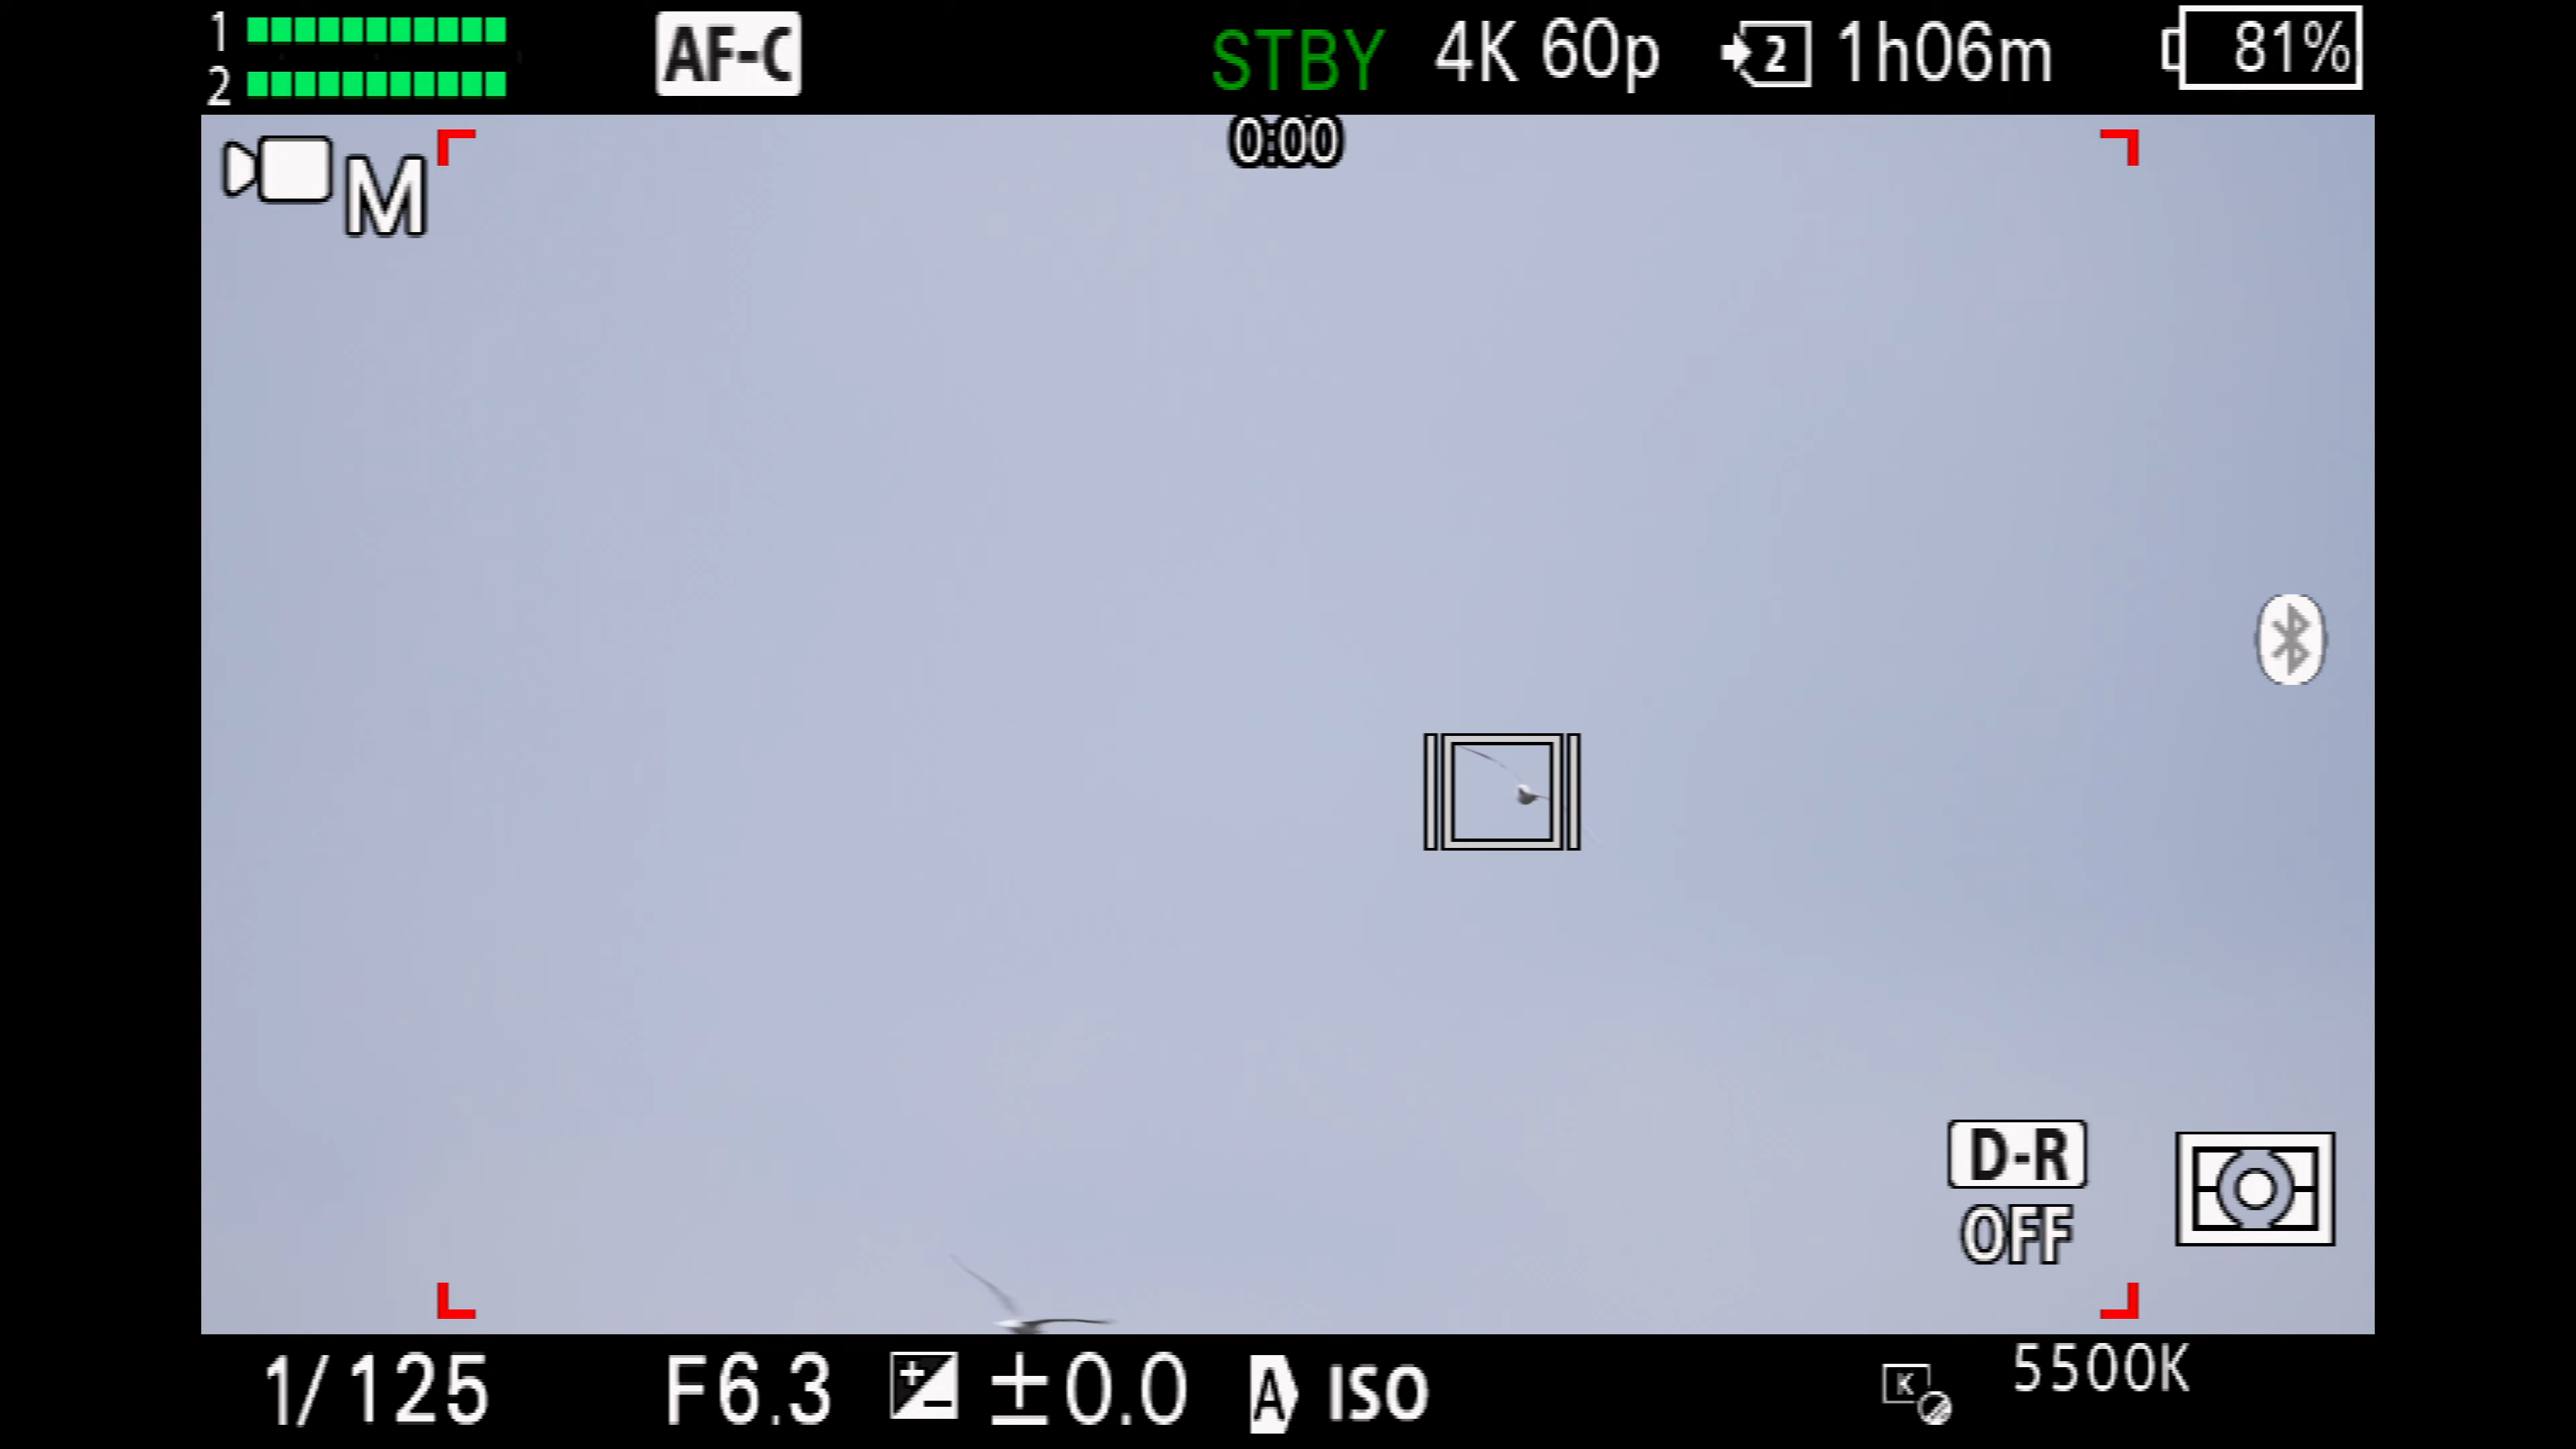 1
2
AF-C
STBY 4K 60p 2 1h06m 81%
0:00
M
D-R
OFF
1/125 F6.3 ±0.0 A ISO K 5500K